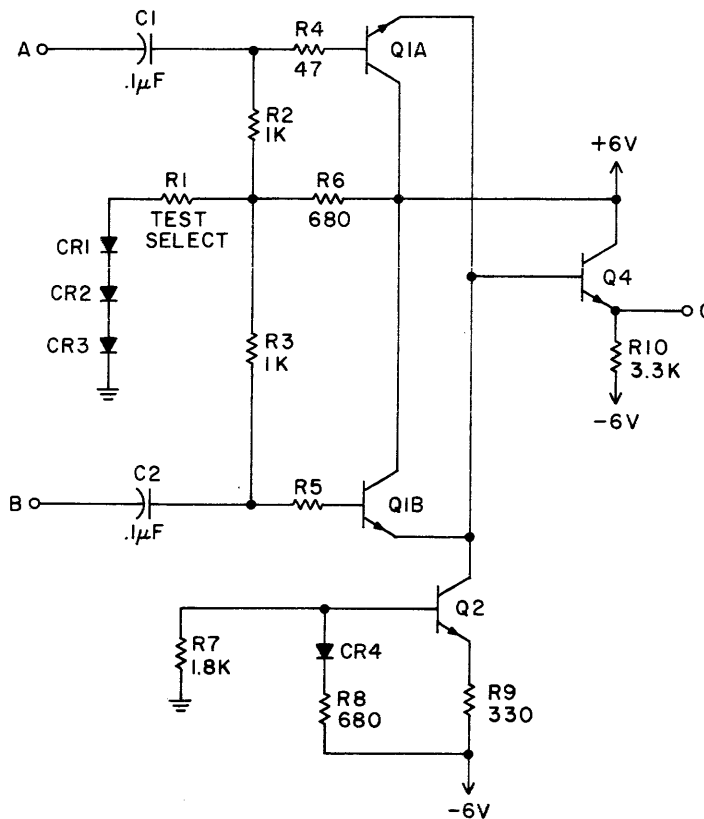 C1
A
.1µF
R4
47
Q1A
R2
1K
+6V
R1
TEST
SELECT
R6
680
CR1
CR2
CR3
Q4
R3
1K
R10
3.3K
-6V
C2
B
.1µF
R5
Q1B
Q2
R7
1.8K
CR4
R8
680
R9
330
-6V